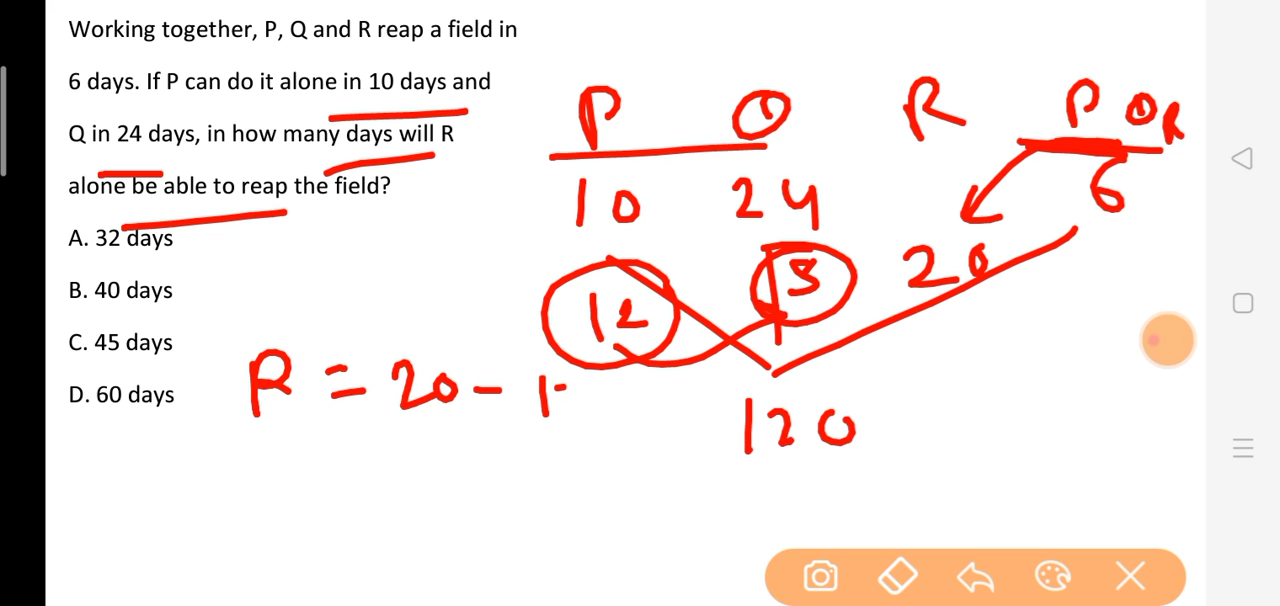 Working together, P, Q and R reap a field in
6 days. If P can do it alone in 10 days and
Q in 24 days, in how many days will R
alone be able to reap the field?
A. 32 days
B. 40 days
C. 45 days
D. 60 days
P Q R P Q R
10 24 6
12 5 20
R = 20 - 1
120